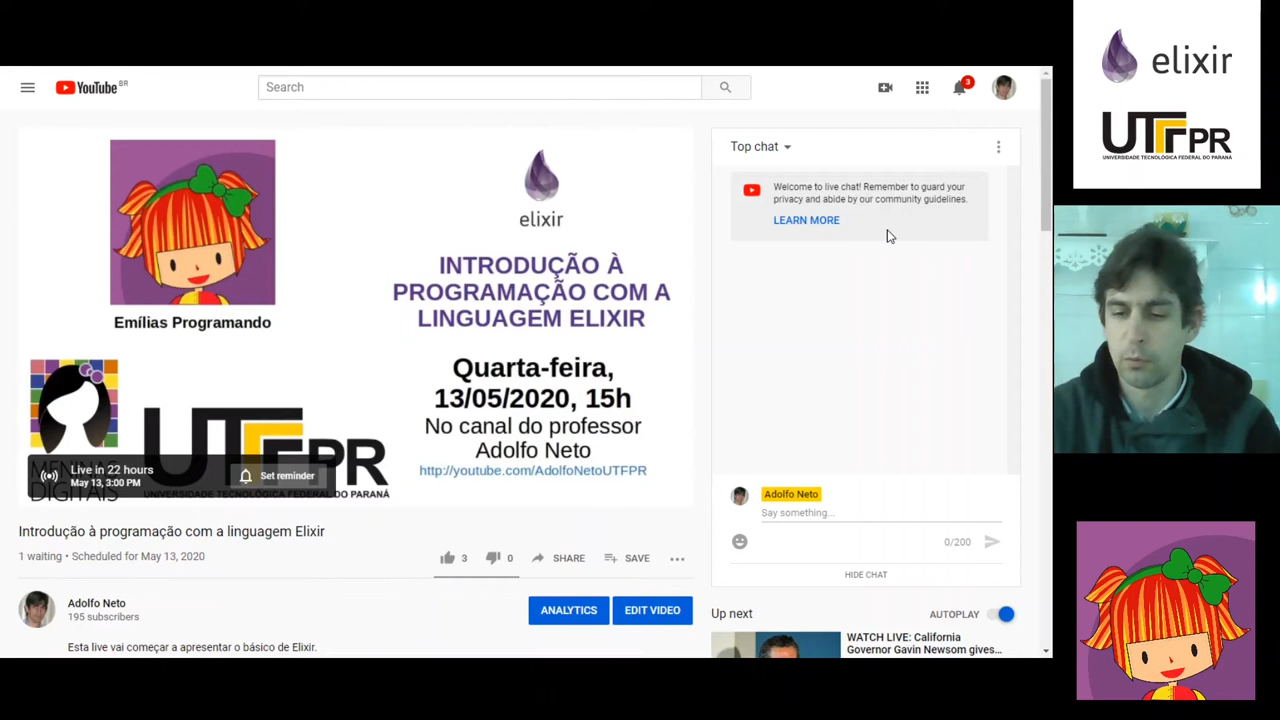 YouTube BR
Search
3
elixir
UTFPR
UNIVERSIDADE TECNOLÓGICA FEDERAL DO PARANÁ
elixir
INTRODUÇÃO À
PROGRAMAÇÃO COM A
LINGUAGEM ELIXIR
Emílias Programando
Quarta-feira,
13/05/2020, 15h
No canal do professor
Adolfo Neto
http://youtube.com/AdolfoNetoUTFPR
UTFPR
MENINAS
DIGITAIS
UNIVERSIDADE TECNOLÓGICA FEDERAL DO PARANÁ
Live in 22 hours
May 13, 3:00 PM
Set reminder
Introdução à programação com a linguagem Elixir
1 waiting • Scheduled for May 13, 2020
3
0
SHARE
SAVE
Adolfo Neto
195 subscribers
ANALYTICS
EDIT VIDEO
Esta live vai começar a apresentar o básico de Elixir.
Top chat
Welcome to live chat! Remember to guard your
privacy and abide by our community guidelines.
LEARN MORE
Adolfo Neto
Say something...
0/200
HIDE CHAT
Up next
AUTOPLAY
WATCH LIVE: California
Governor Gavin Newsom gives...